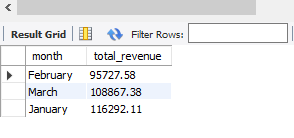 Result Grid Filter Rows:
month total_revenue
February 95727.58
March 108867.38
January 116292.11